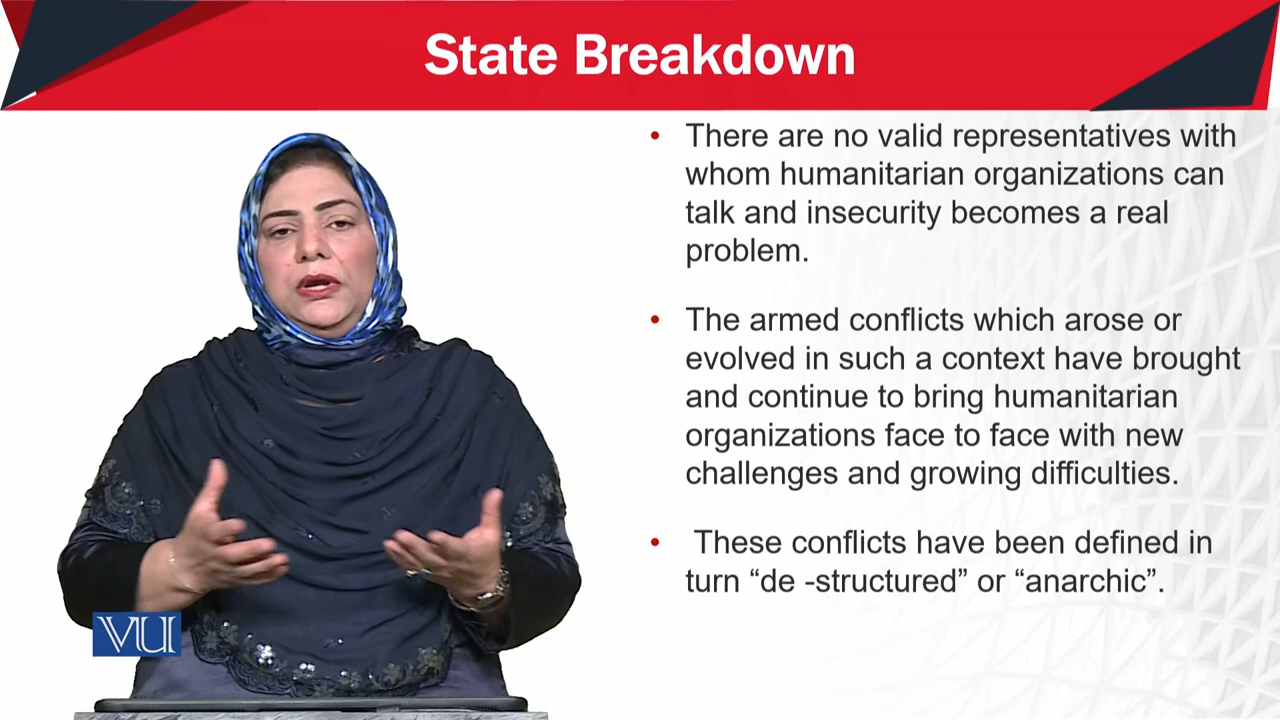 State Breakdown
• There are no valid representatives with
whom humanitarian organizations can
talk and insecurity becomes a real
problem.
• The armed conflicts which arose or
evolved in such a context have brought
and continue to bring humanitarian
organizations face to face with new
challenges and growing difficulties.
• These conflicts have been defined in
turn “de -structured” or “anarchic”.
VU